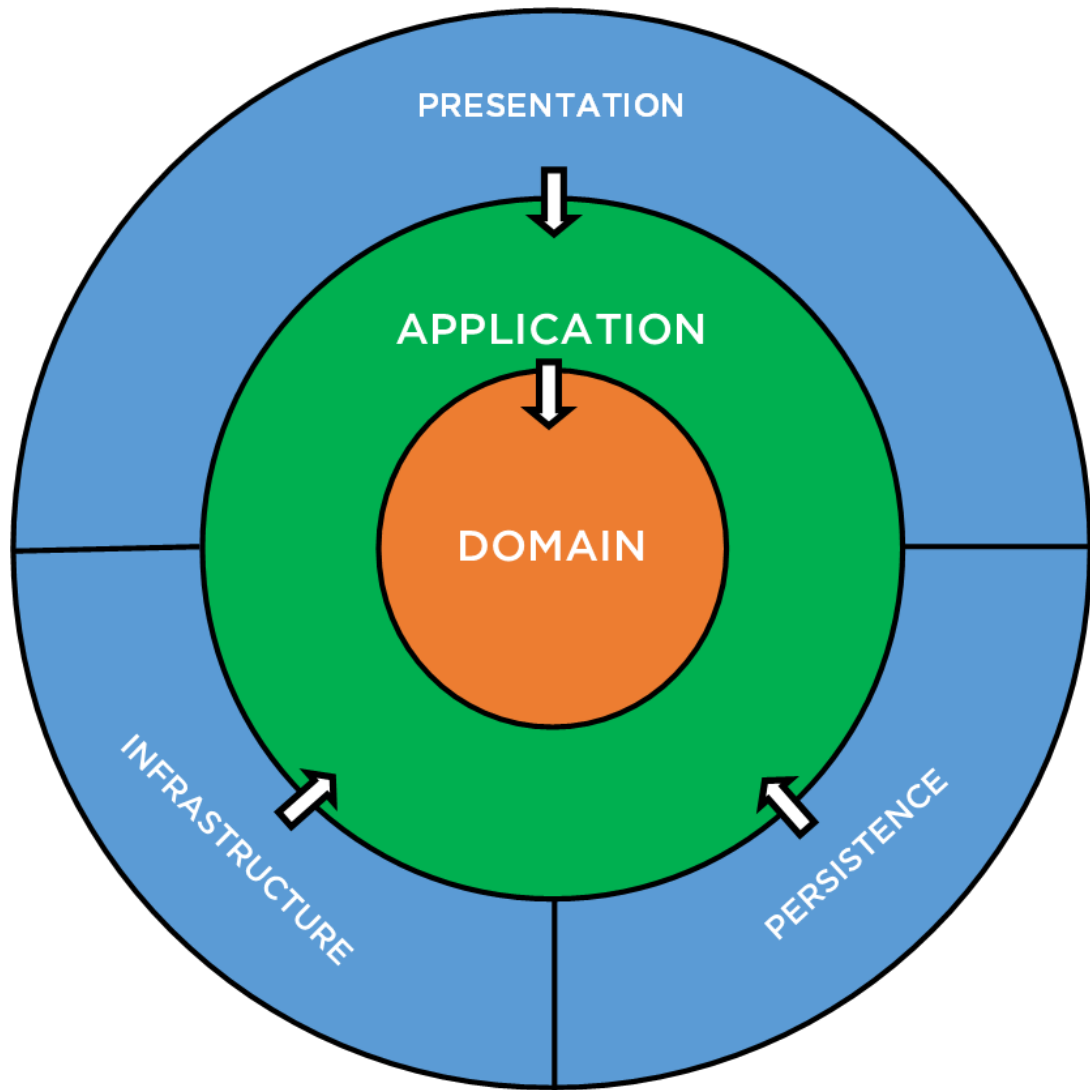 PRESENTATION
APPLICATION
DOMAIN
INFRASTRUCTURE
PERSISTENCE